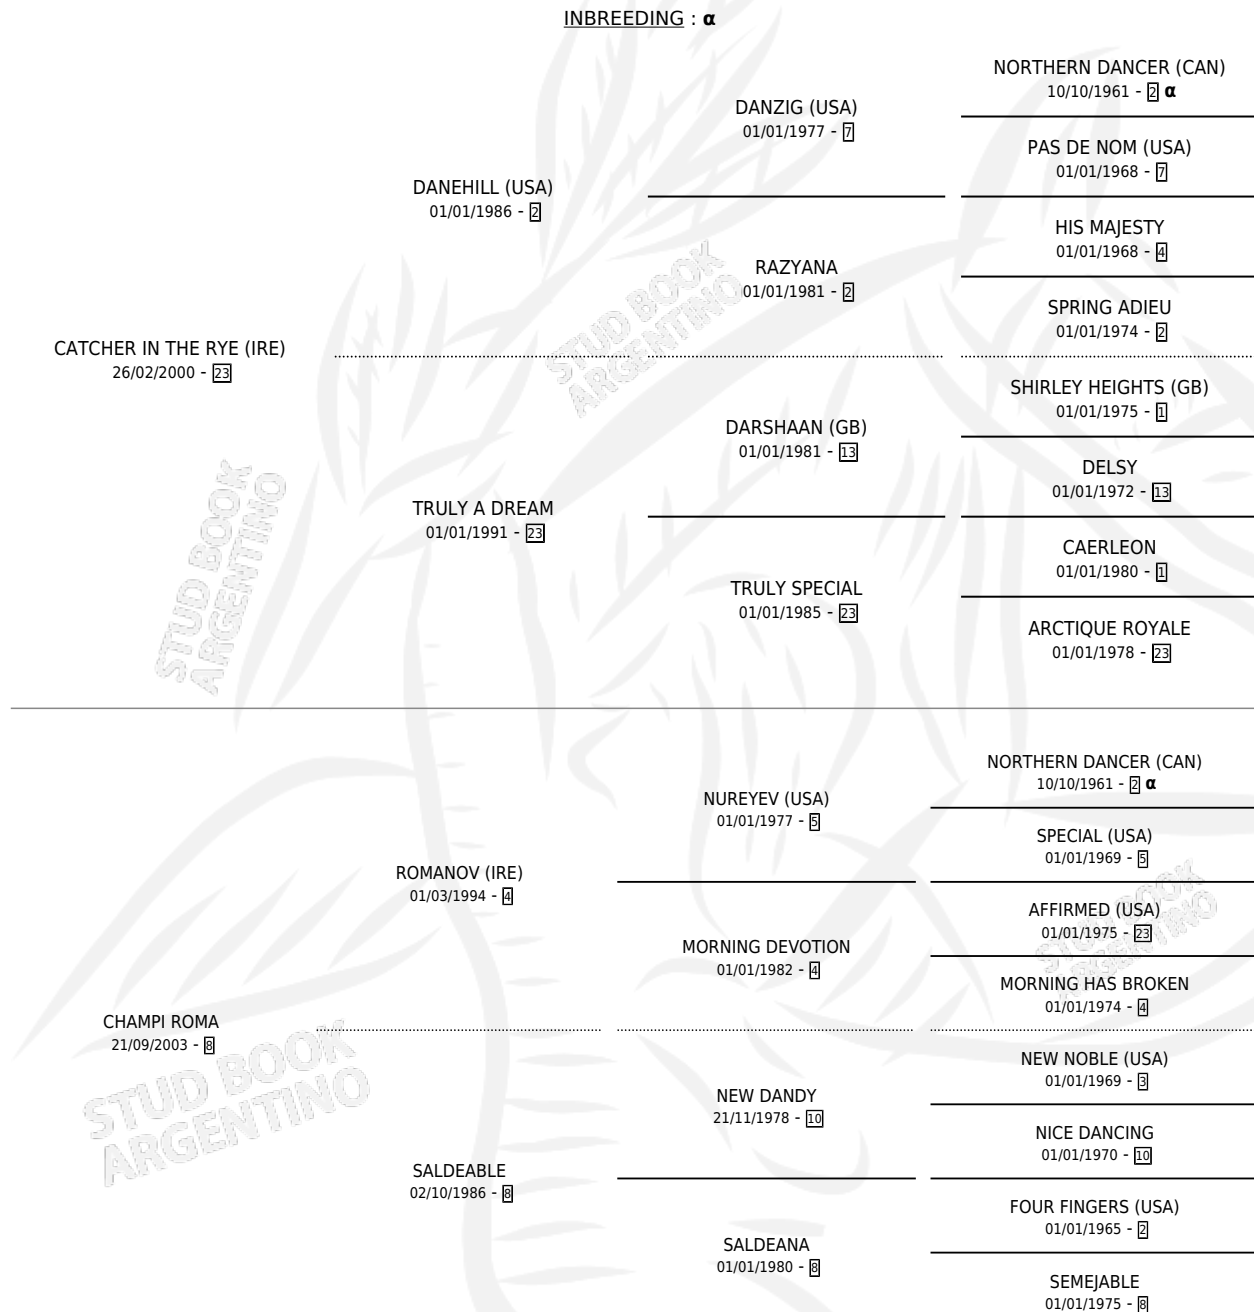 INBREEDING : α
NORTHERN DANCER (CAN)
10/10/1961 - 2 α
DANZIG (USA)
01/01/1977 - 7
PAS DE NOM (USA)
01/01/1968 - 7
DANEHILL (USA)
01/01/1986 - 2
HIS MAJESTY
01/01/1968 - 4
RAZYANA
01/01/1981 - 2
SPRING ADIEU
01/01/1974 - 2
CATCHER IN THE RYE (IRE)
26/02/2000 - 23
SHIRLEY HEIGHTS (GB)
01/01/1975 - 1
DARSHAAN (GB)
01/01/1981 - 13
DELSY
01/01/1972 - 13
TRULY A DREAM
01/01/1991 - 23
CAERLEON
01/01/1980 - 1
TRULY SPECIAL
01/01/1985 - 23
ARCTIQUE ROYALE
01/01/1978 - 23
NORTHERN DANCER (CAN)
10/10/1961 - 2 α
NUREYEV (USA)
01/01/1977 - 5
SPECIAL (USA)
01/01/1969 - 5
ROMANOV (IRE)
01/03/1994 - 4
AFFIRMED (USA)
01/01/1975 - 23
MORNING DEVOTION
01/01/1982 - 4
MORNING HAS BROKEN
01/01/1974 - 4
CHAMPI ROMA
21/09/2003 - 8
NEW NOBLE (USA)
01/01/1969 - 3
NEW DANDY
21/11/1978 - 10
NICE DANCING
01/01/1970 - 10
SALDEABLE
02/10/1986 - 8
FOUR FINGERS (USA)
01/01/1965 - 2
SALDEANA
01/01/1980 - 8
SEMEJABLE
01/01/1975 - 8
STUD BOOK
ARGENTINO
STUD BOOK
ARGENTINO
STUD BOOK
ARGENTINO
STUD BOOK
ARGENTINO